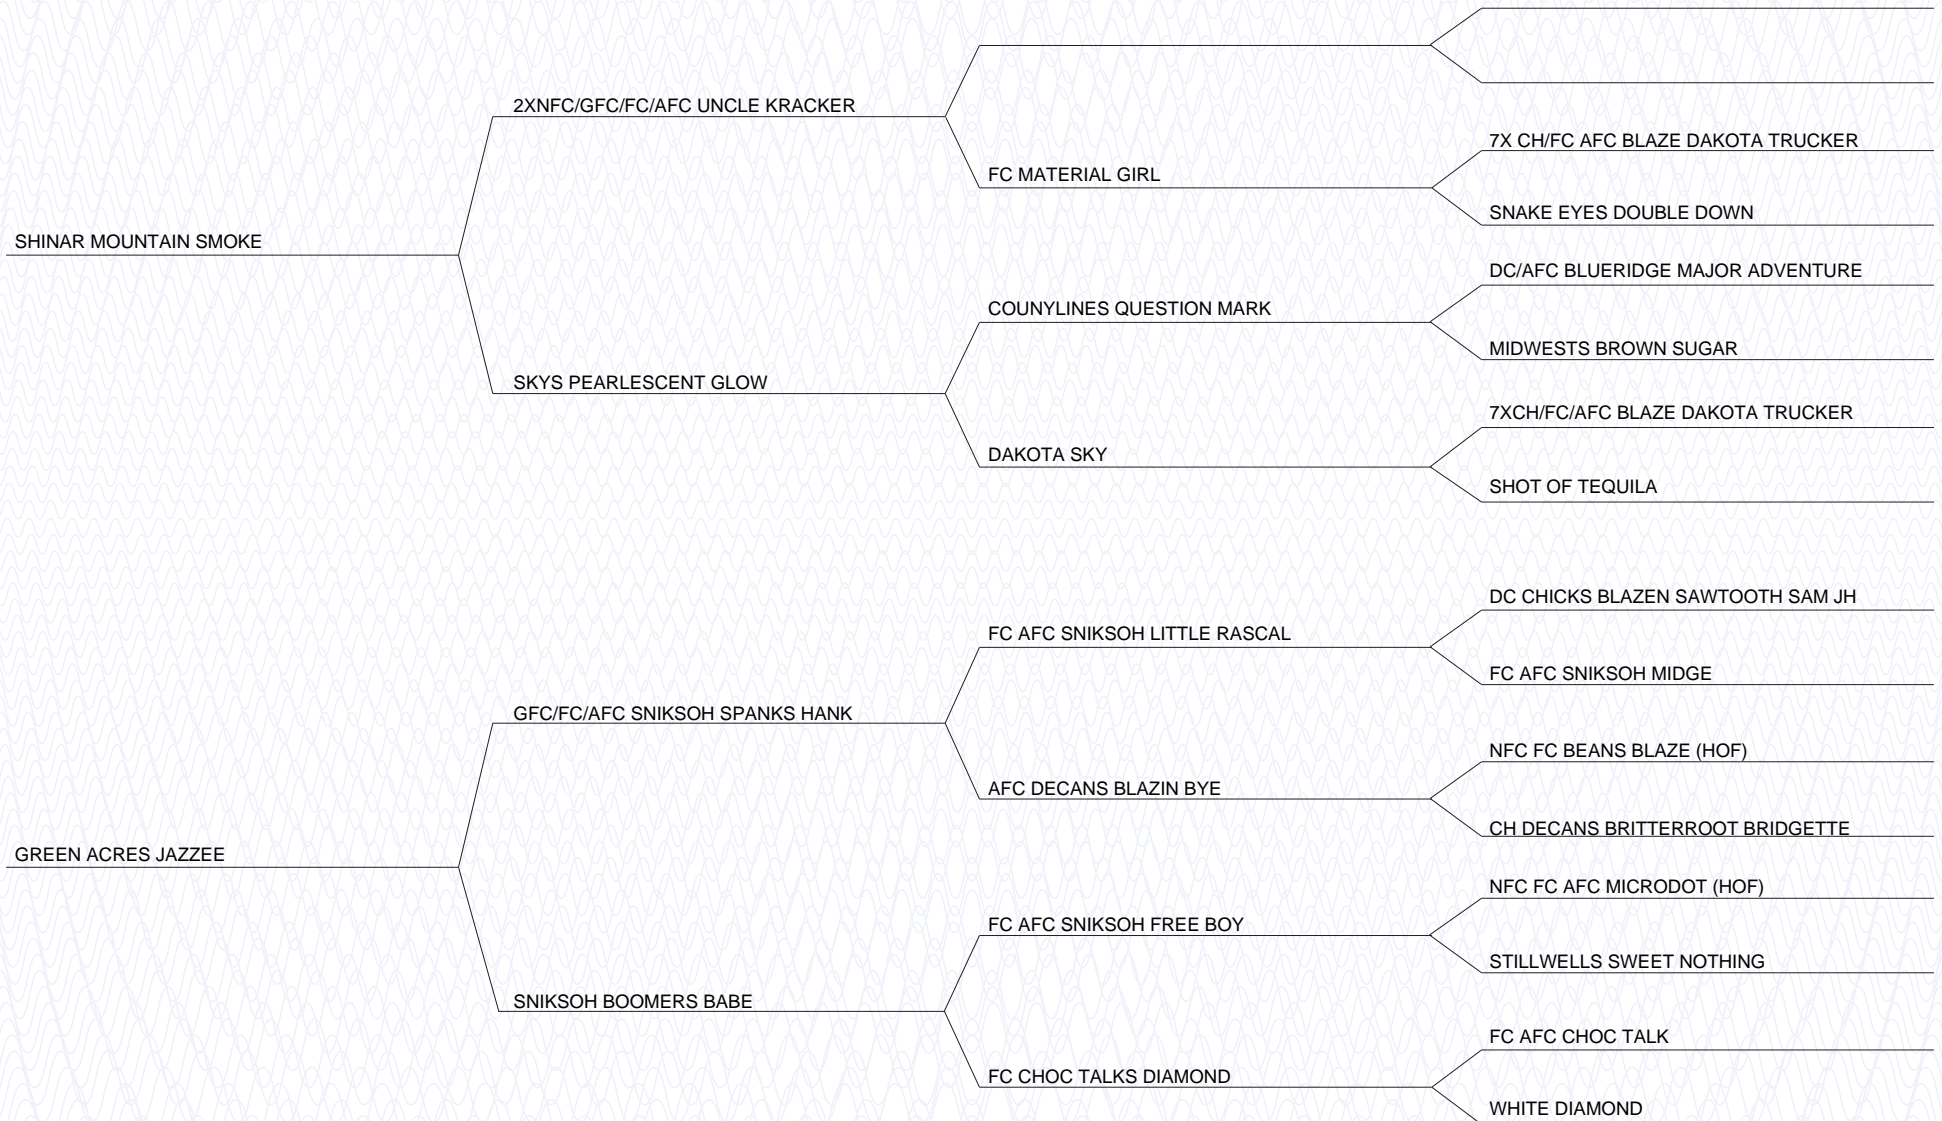 2XNFC/GFC/FC/AFC UNCLE KRACKER
7X CH/FC AFC BLAZE DAKOTA TRUCKER
FC MATERIAL GIRL
SNAKE EYES DOUBLE DOWN
SHINAR MOUNTAIN SMOKE
DC/AFC BLUERIDGE MAJOR ADVENTURE
COUNYLINES QUESTION MARK
MIDWESTS BROWN SUGAR
SKYS PEARLESCENT GLOW
7XCH/FC/AFC BLAZE DAKOTA TRUCKER
DAKOTA SKY
SHOT OF TEQUILA
DC CHICKS BLAZEN SAWTOOTH SAM JH
FC AFC SNIKSOH LITTLE RASCAL
FC AFC SNIKSOH MIDGE
GFC/FC/AFC SNIKSOH SPANKS HANK
NFC FC BEANS BLAZE (HOF)
AFC DECANS BLAZIN BYE
CH DECANS BRITTERROOT BRIDGETTE
GREEN ACRES JAZZEE
NFC FC AFC MICRODOT (HOF)
FC AFC SNIKSOH FREE BOY
STILLWELLS SWEET NOTHING
SNIKSOH BOOMERS BABE
FC AFC CHOC TALK
FC CHOC TALKS DIAMOND
WHITE DIAMOND